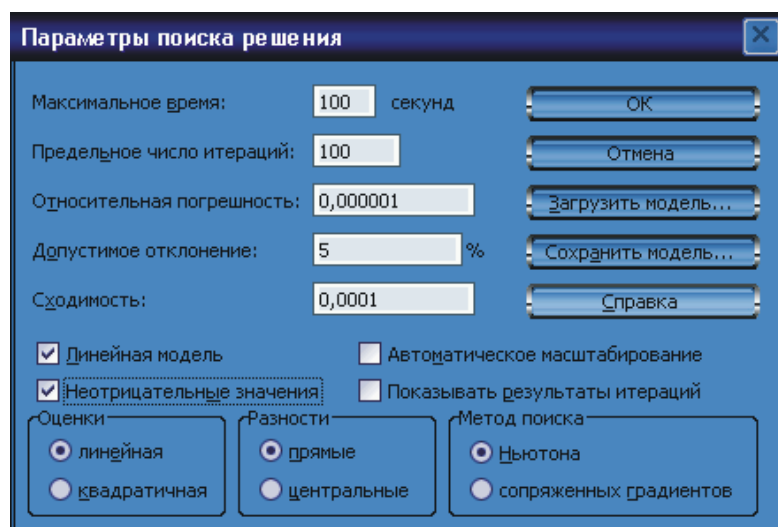 Параметры поиска решения
Максимальное время: 100 секунд OK
Предельное число итераций: 100 Отмена
Относительная погрешность: 0,000001 Загрузить модель...
Допустимое отклонение: 5 % Сохранить модель...
Сходимость: 0,0001 Справка
Линейная модель Автоматическое масштабирование
Неотрицательные значения Показывать результаты итераций
Оценки Разности Метод поиска
линейная прямые Ньютона
квадратичная центральные сопряженных градиентов